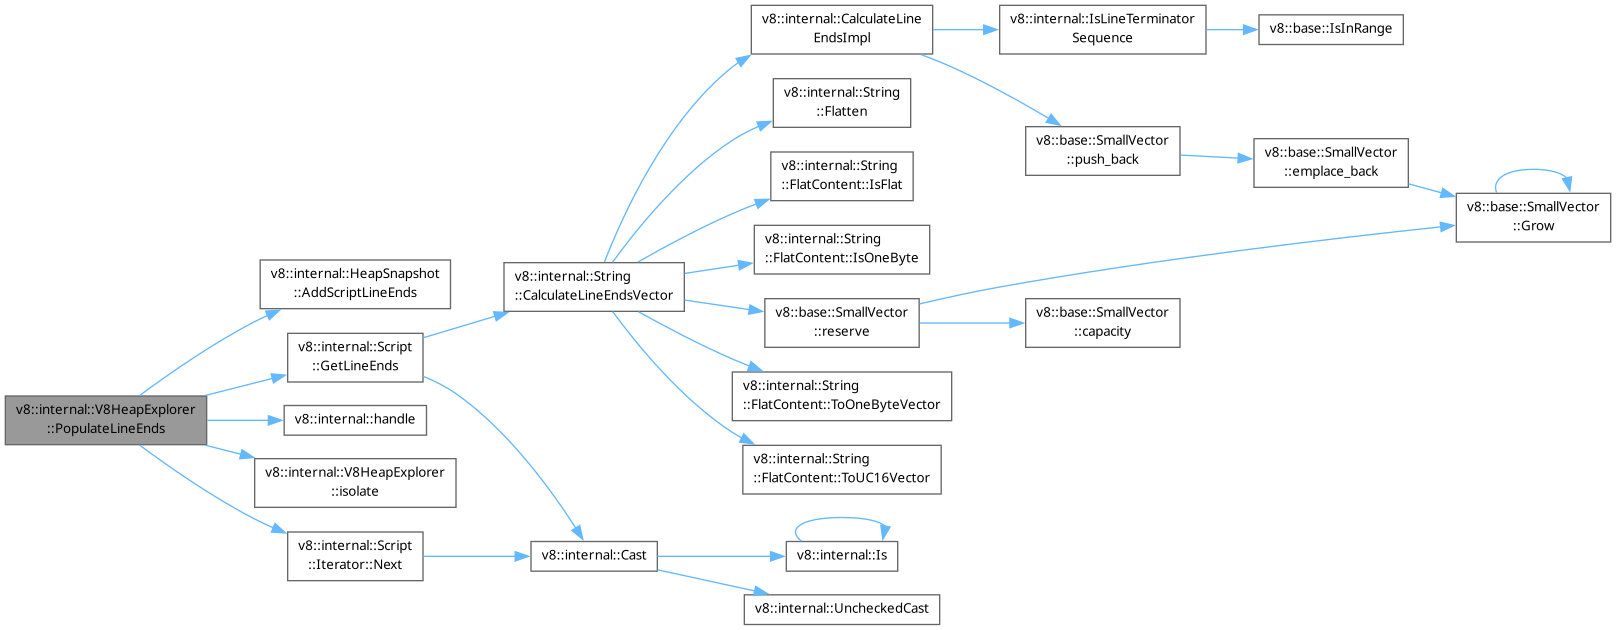 v8::internal::V8HeapExplorer
::PopulateLineEnds
v8::internal::HeapSnapshot
::AddScriptLineEnds
v8::internal::Script
::GetLineEnds
v8::internal::handle
v8::internal::V8HeapExplorer
::isolate
v8::internal::Script
::Iterator::Next
v8::internal::String
::CalculateLineEndsVector
v8::internal::Cast
v8::internal::CalculateLine
EndsImpl
v8::internal::String
::Flatten
v8::internal::String
::FlatContent::IsFlat
v8::internal::String
::FlatContent::IsOneByte
v8::base::SmallVector
::reserve
v8::internal::String
::FlatContent::ToOneByteVector
v8::internal::String
::FlatContent::ToUC16Vector
v8::internal::Is
v8::internal::UncheckedCast
v8::internal::IsLineTerminator
Sequence
v8::base::SmallVector
::push_back
v8::base::SmallVector
::capacity
v8::base::IsInRange
v8::base::SmallVector
::emplace_back
v8::base::SmallVector
::Grow